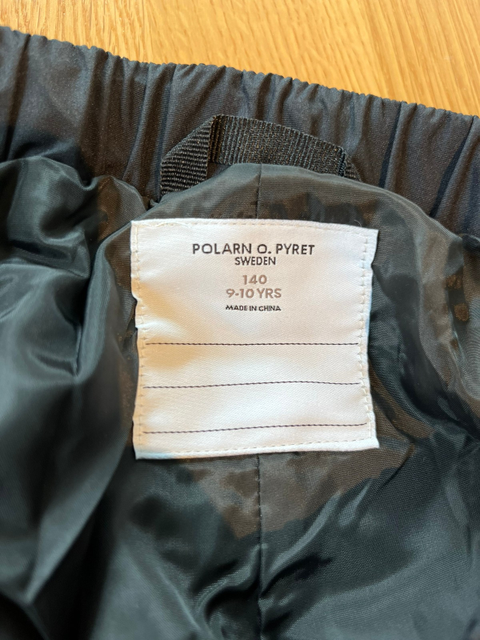 POLARN O. PYRET
SWEDEN
140
9-10 YRS
MADE IN CHINA